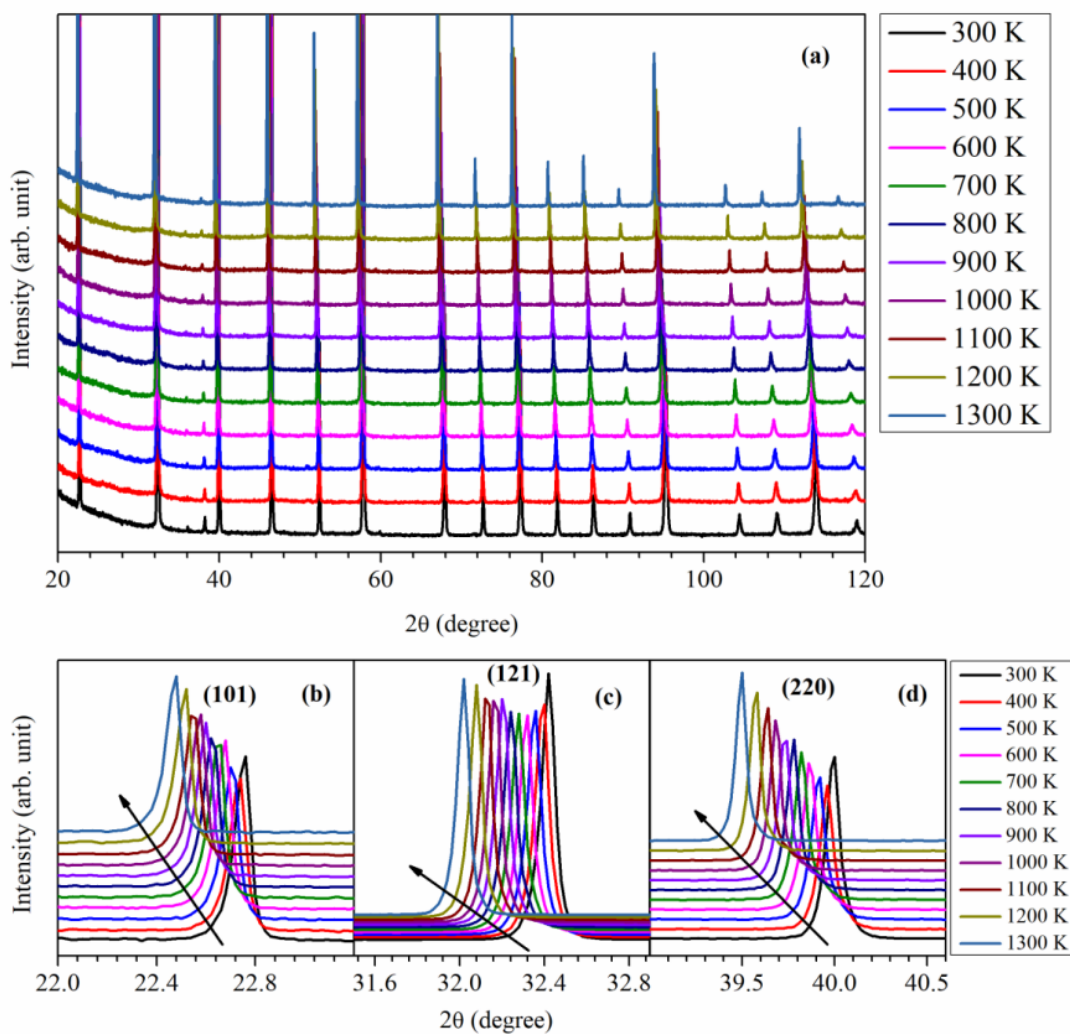 (a)
Intensity (arb. unit)
20 40 60 80 100 120
2θ (degree)
300 K
400 K
500 K
600 K
700 K
800 K
900 K
1000 K
1100 K
1200 K
1300 K
(101) (b)
(121) (c)
(220) (d)
Intensity (arb. unit)
22.0 22.4 22.8 31.6 32.0 32.4 32.8 39.5 40.0 40.5
2θ (degree)
300 K
400 K
500 K
600 K
700 K
800 K
900 K
1000 K
1100 K
1200 K
1300 K